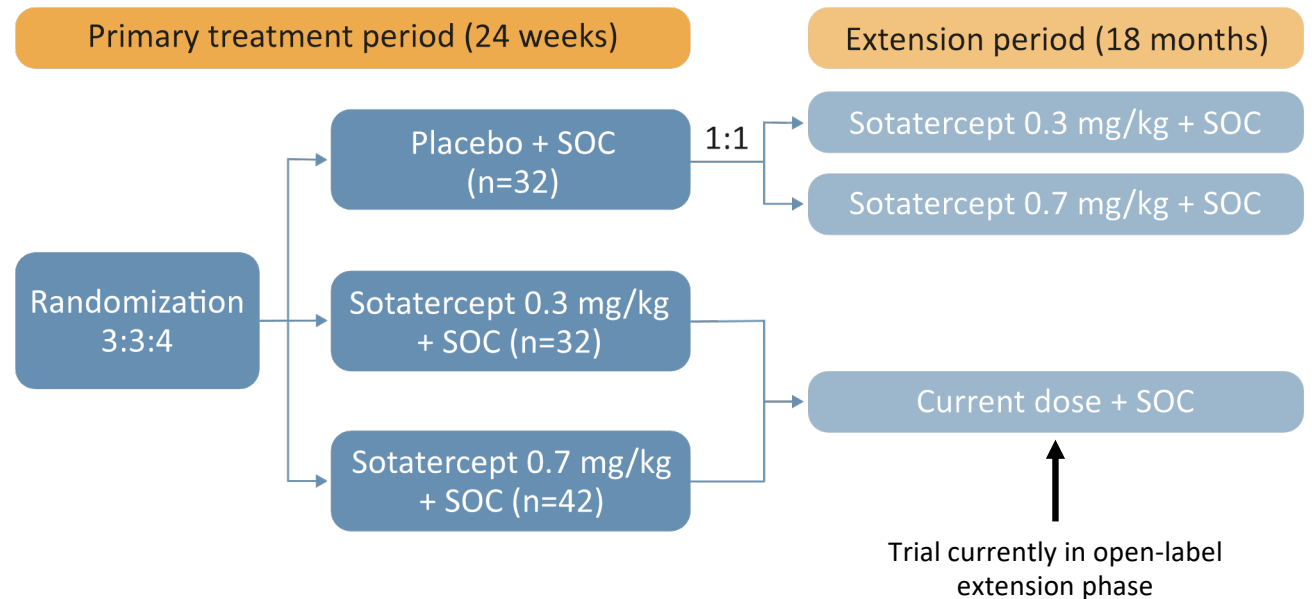 Primary treatment period (24 weeks)
Extension period (18 months)
Placebo + SOC
(n=32)
1:1
Sotatercept 0.3 mg/kg + SOC
Sotatercept 0.7 mg/kg + SOC
Randomization
3:3:4
Sotatercept 0.3 mg/kg
+ SOC (n=32)
Sotatercept 0.7 mg/kg
+ SOC (n=42)
Current dose + SOC
Trial currently in open-label
extension phase